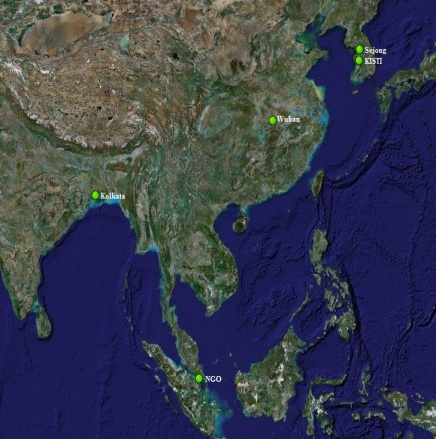 Sejong
KISTI
Wuhan
Kolkata
NGO